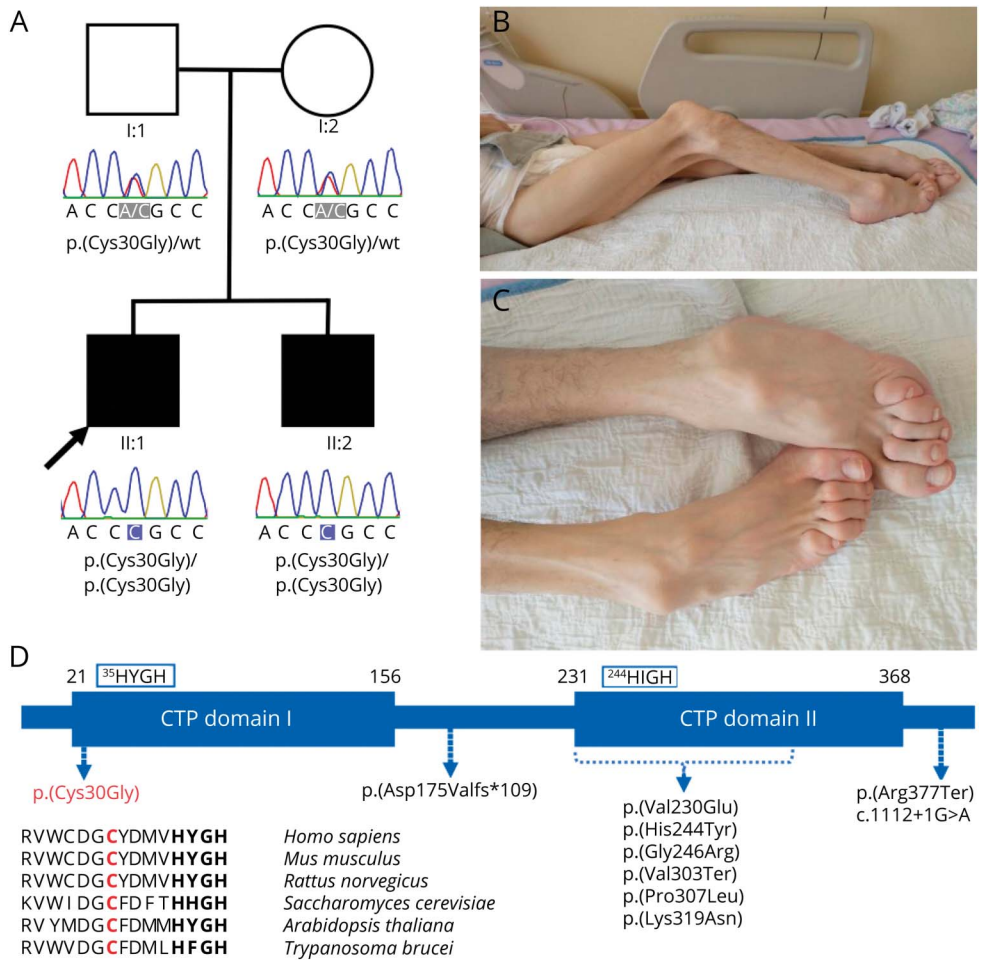 A
B
I:1
I:2
A C C A/C G C C
A C C A/C G C C
p.(Cys30Gly)/wt
p.(Cys30Gly)/wt
C
II:1
II:2
A C C C G C C
A C C C G C C
p.(Cys30Gly)/
p.(Cys30Gly)
p.(Cys30Gly)/
p.(Cys30Gly)
D
21
35HYGH
156
231
244HIGH
368
CTP domain I
CTP domain II
p.(Cys30Gly)
p.(Asp175Valfs*109)
p.(Arg377Ter)
c.1112+1G>A
p.(Val230Glu)
p.(His244Tyr)
p.(Gly246Arg)
p.(Val303Ter)
p.(Pro307Leu)
p.(Lys319Asn)
RVWCDGCYDMVHYGH Homo sapiens
RVWCDGCYDMVHYGH Mus musculus
RVWCDGCYDMVHYGH Rattus norvegicus
KVWIDGCFDFTHHGH Saccharomyces cerevisiae
RVYMDGCFDMMHYGH Arabidopsis thaliana
RVWVDGCFDMLHFGH Trypanosoma brucei